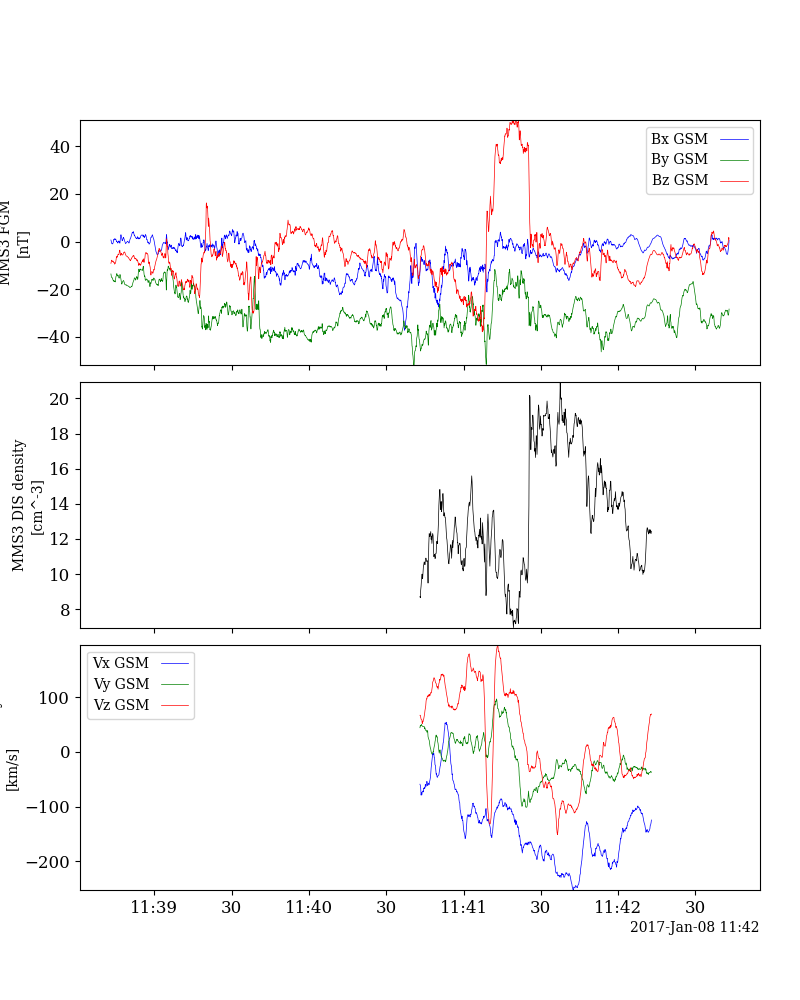 MMS3 FGM
[nT]
40
20
0
−20
−40
Bx GSM
By GSM
Bz GSM
MMS3 DIS density
[cm^-3]
20
18
16
14
12
10
8
[km/s]
100
0
−100
−200
Vx GSM
Vy GSM
Vz GSM
11:39
30
11:40
30
11:41
30
11:42
30
2017-Jan-08 11:42